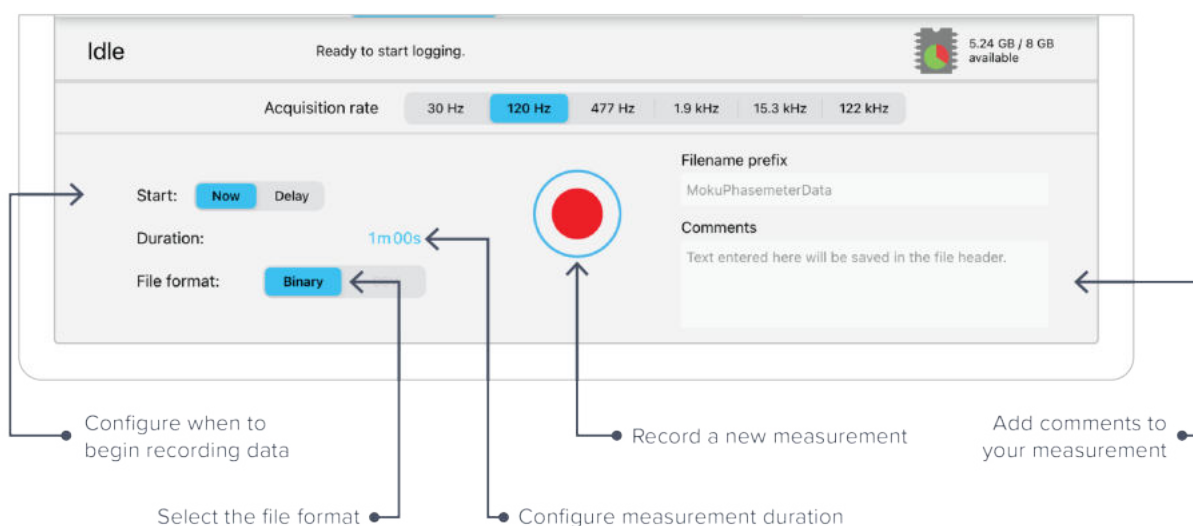 Idle
Ready to start logging.
5.24 GB / 8 GB
available
Acquisition rate
30 Hz
120 Hz
477 Hz
1.9 kHz
15.3 kHz
122 kHz
Start:
Now
Delay
Duration:
1m00s
File format:
Binary
Filename prefix
MokuPhasemeterData
Comments
Text entered here will be saved in the file header.
Configure when to
begin recording data
Record a new measurement
Add comments to
your measurement
Select the file format
Configure measurement duration